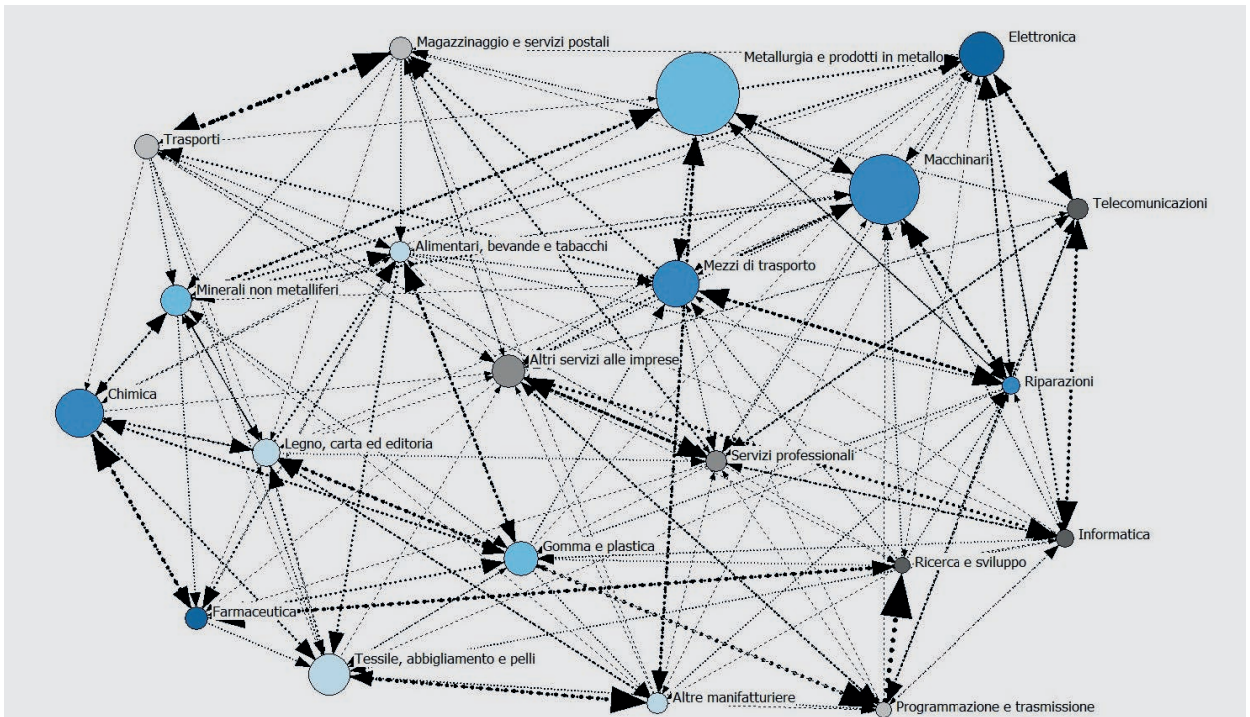 Elettronica
Magazzinaggio e servizi postali
Metallurgia e prodotti in metallo
Trasporti
Macchinari
Telecomunicazioni
Alimentari, bevande e tabacchi
Mezzi di trasporto
Minerali non metalliferi
Altri servizi alle imprese
Riparazioni
Chimica
Legno, carta ed editoria
Servizi professionali
Informatica
Gomma e plastica
Ricerca e sviluppo
Farmaceutica
Tessile, abbigliamento e pelli
Altre manifatturiere
Programmazione e trasmissione